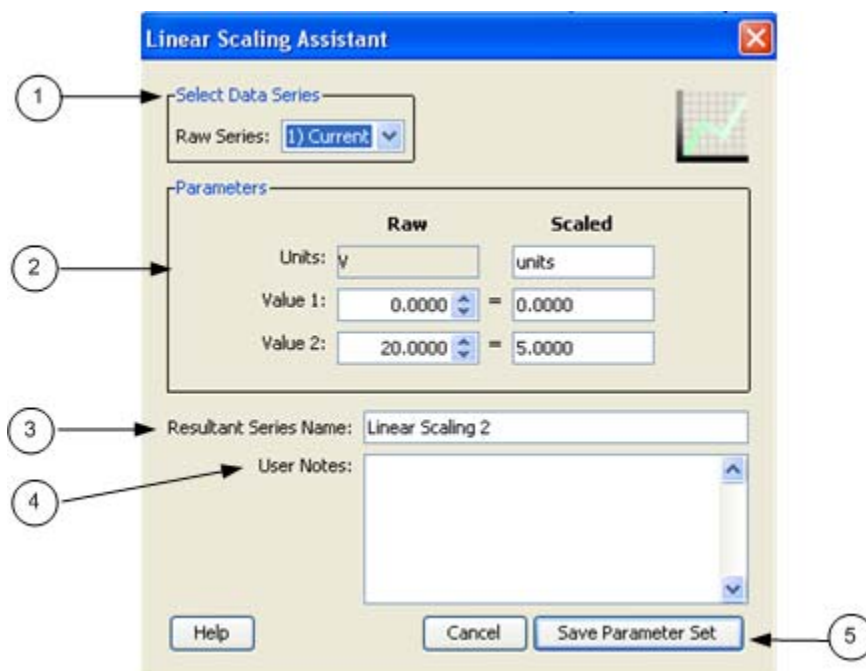 Linear Scaling Assistant
1
Select Data Series
Raw Series: 1) Current
Parameters
Raw Scaled
2
Units: V units
Value 1: 0.0000 = 0.0000
Value 2: 20.0000 = 5.0000
3
Resultant Series Name: Linear Scaling 2
4
User Notes:
Help Cancel Save Parameter Set
5